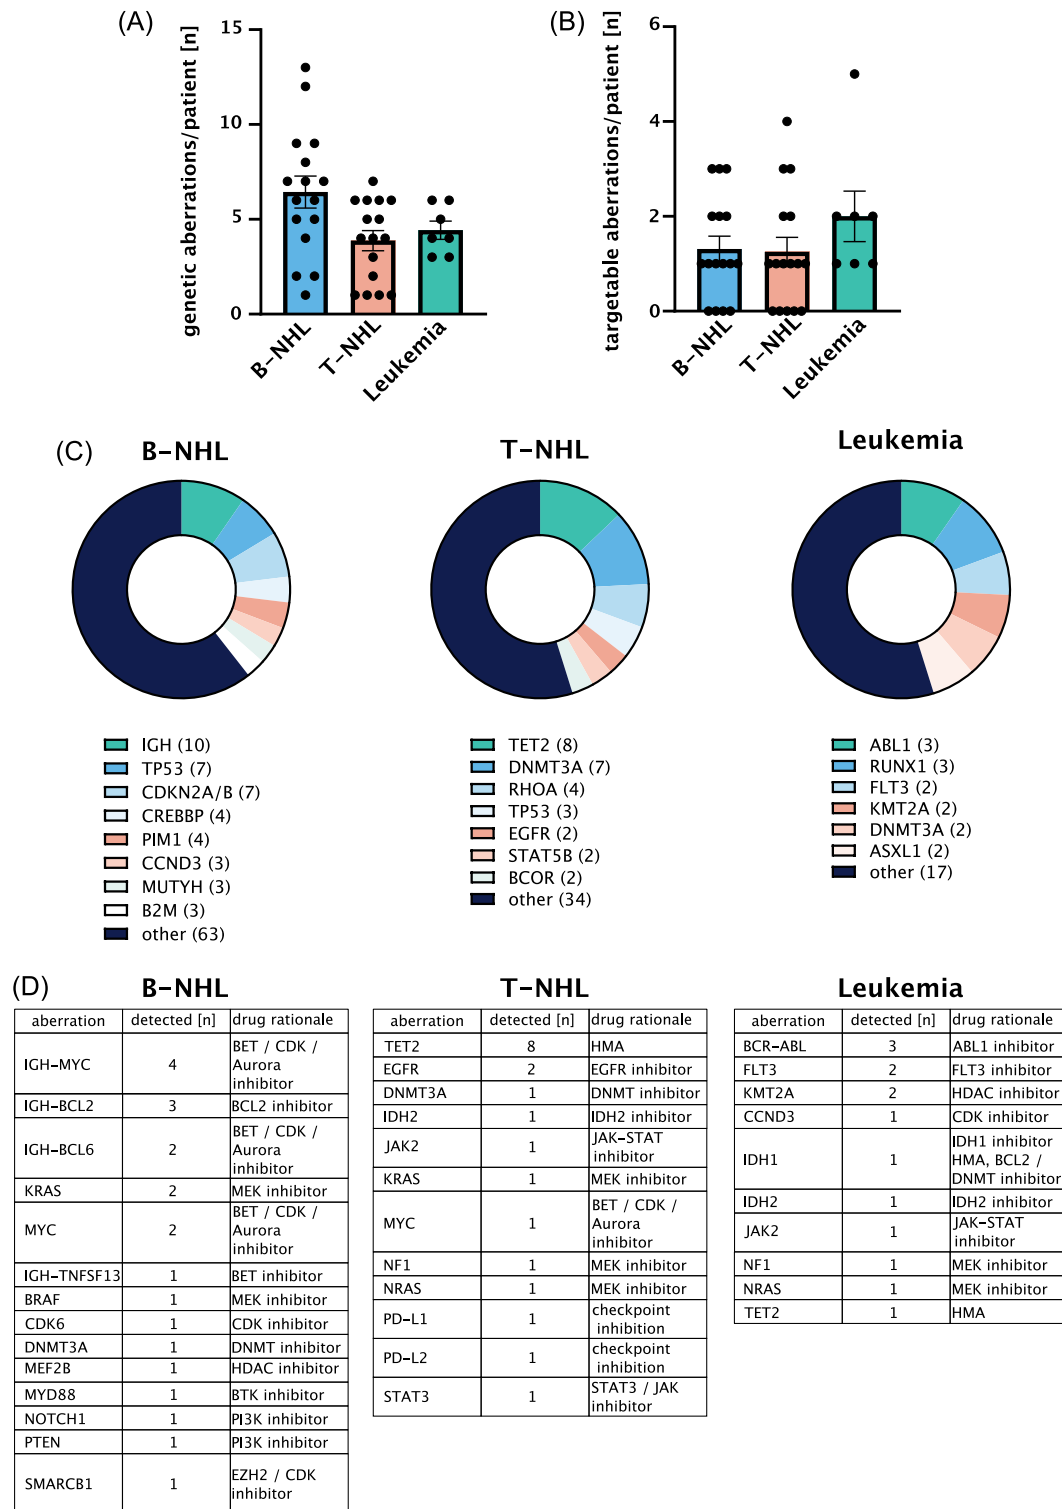 (A)
genetic aberrations/patient [n]
15
10
5
0
B-NHL
T-NHL
Leukemia
(B)
targetable aberrations/patient [n]
6
4
2
0
B-NHL
T-NHL
Leukemia
(C)
B-NHL
IGH (10)
TP53 (7)
CDKN2A/B (7)
CREBBP (4)
PIM1 (4)
CCND3 (3)
MUTYH (3)
B2M (3)
other (63)
T-NHL
TET2 (8)
DNMT3A (7)
RHOA (4)
TP53 (3)
EGFR (2)
STAT5B (2)
BCOR (2)
other (34)
Leukemia
ABL1 (3)
RUNX1 (3)
FLT3 (2)
KMT2A (2)
DNMT3A (2)
ASXL1 (2)
other (17)
(D)
B-NHL
aberration detected [n] drug rationale
IGH-MYC 4 BET / CDK /
Aurora
inhibitor
IGH-BCL2 3 BCL2 inhibitor
IGH-BCL6 2 BET / CDK /
Aurora
inhibitor
KRAS 2 MEK inhibitor
MYC 2 BET / CDK /
Aurora
inhibitor
IGH-TNFSF13 1 BET inhibitor
BRAF 1 MEK inhibitor
CDK6 1 CDK inhibitor
DNMT3A 1 DNMT inhibitor
MEF2B 1 HDAC inhibitor
MYD88 1 BTK inhibitor
NOTCH1 1 PI3K inhibitor
PTEN 1 PI3K inhibitor
SMARCB1 1 EZH2 / CDK
inhibitor
T-NHL
aberration detected [n] drug rationale
TET2 8 HMA
EGFR 2 EGFR inhibitor
DNMT3A 1 DNMT inhibitor
IDH2 1 IDH2 inhibitor
JAK2 1 JAK-STAT
inhibitor
KRAS 1 MEK inhibitor
MYC 1 BET / CDK /
Aurora
inhibitor
NF1 1 MEK inhibitor
NRAS 1 MEK inhibitor
PD-L1 1 checkpoint
inhibition
PD-L2 1 checkpoint
inhibition
STAT3 1 STAT3 / JAK
inhibitor
Leukemia
aberration detected [n] drug rationale
BCR-ABL 3 ABL1 inhibitor
FLT3 2 FLT3 inhibitor
KMT2A 2 HDAC inhibitor
CCND3 1 CDK inhibitor
IDH1 1 IDH1 inhibitor
HMA, BCL2 /
DNMT inhibitor
IDH2 1 IDH2 inhibitor
JAK2 1 JAK-STAT
inhibitor
NF1 1 MEK inhibitor
NRAS 1 MEK inhibitor
TET2 1 HMA